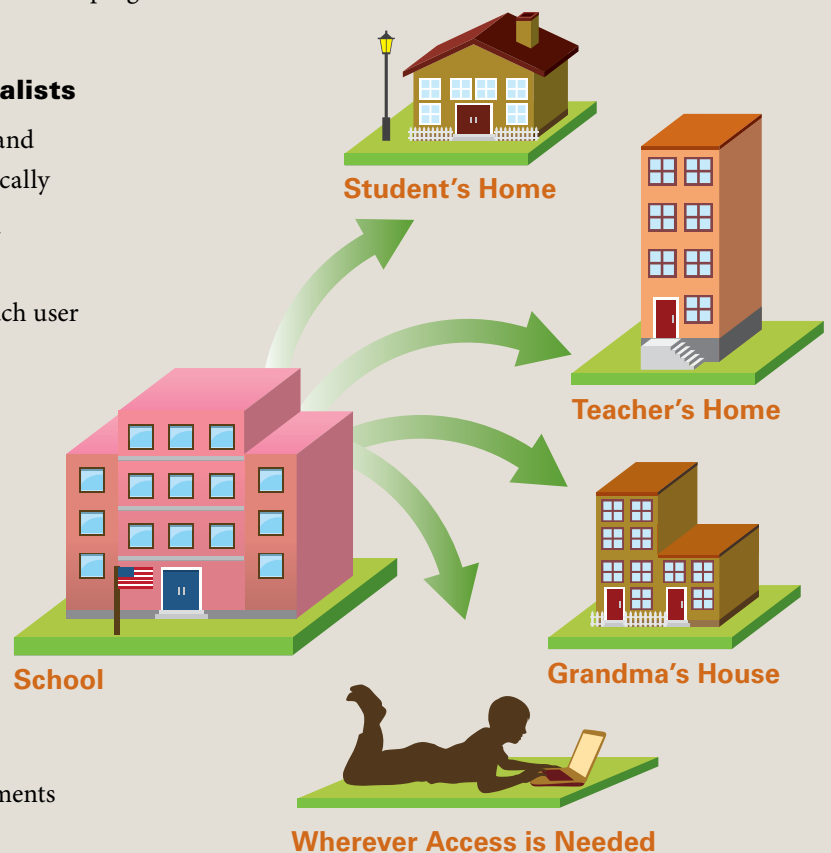 alists
and
cally
ch user
ments
Student's Home
Teacher's Home
School
Grandma's House
Wherever Access is Needed